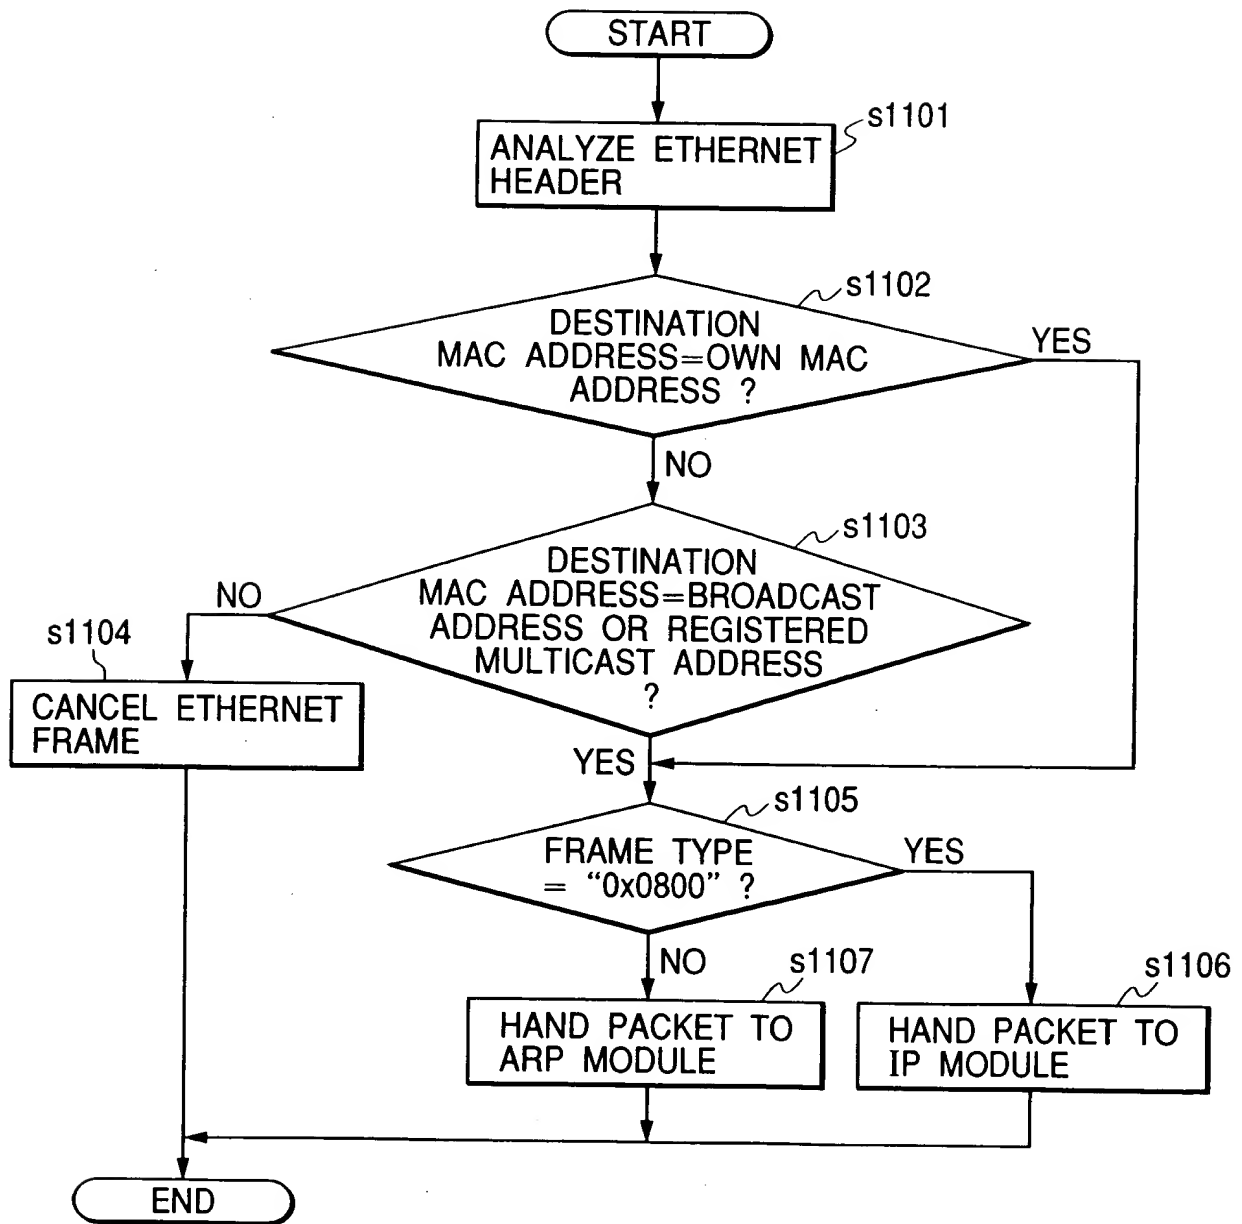 START
s1101
ANALYZE ETHERNET
HEADER
s1102
DESTINATION
MAC ADDRESS=OWN MAC
ADDRESS ?
YES
NO
s1103
DESTINATION
MAC ADDRESS=BROADCAST
ADDRESS OR REGISTERED
MULTICAST ADDRESS
?
NO
s1104
CANCEL ETHERNET
FRAME
YES
s1105
FRAME TYPE
= “0x0800” ?
YES
NO
s1107
HAND PACKET TO
ARP MODULE
s1106
HAND PACKET TO
IP MODULE
END